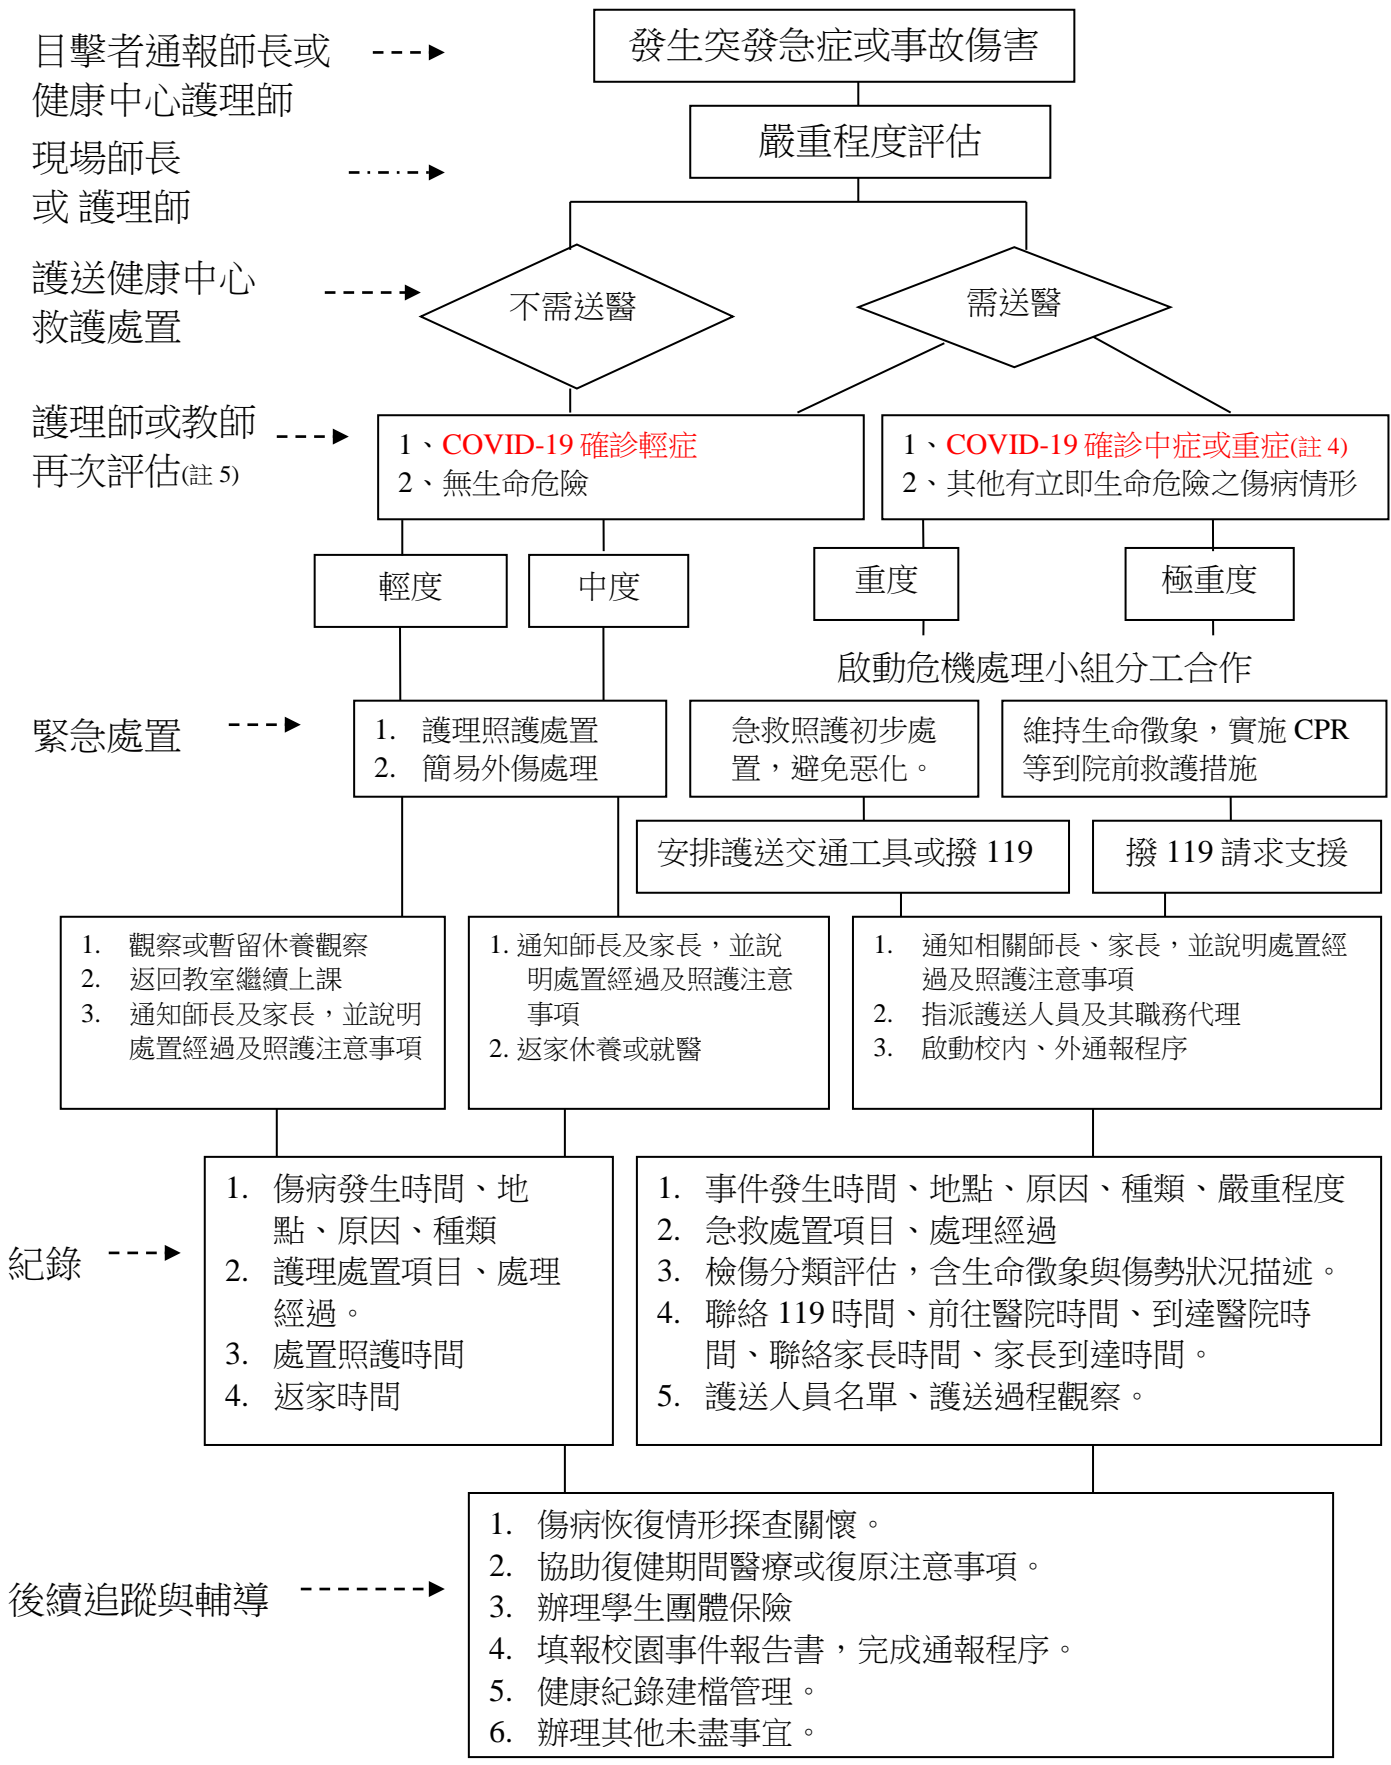 目擊者通報師長或
健康中心護理師
發生突發急症或事故傷害
嚴重程度評估
現場師長
或 護理師
護送健康中心
救護處置
不需送醫
需送醫
護理師或教師
再次評估(註 5)
1、COVID-19 確診輕症
2、無生命危險
1、COVID-19 確診中症或重症(註 4)
2、其他有立即生命危險之傷病情形
輕度
中度
重度
極重度
啟動危機處理小組分工合作
緊急處置
1. 護理照護處置
2. 簡易外傷處理
急救照護初步處
置，避免惡化。
維持生命徵象，實施 CPR
等到院前救護措施
安排護送交通工具或撥 119
撥 119 請求支援
1. 觀察或暫留休養觀察
2. 返回教室繼續上課
3. 通知師長及家長，並說明
處置經過及照護注意事項
1. 通知師長及家長，並說
明處置經過及照護注意
事項
2. 返家休養或就醫
1. 通知相關師長、家長，並說明處置經
過及照護注意事項
2. 指派護送人員及其職務代理
3. 啟動校內、外通報程序
紀錄
1. 傷病發生時間、地
點、原因、種類
2. 護理處置項目、處理
經過。
3. 處置照護時間
4. 返家時間
1. 事件發生時間、地點、原因、種類、嚴重程度
2. 急救處置項目、處理經過
3. 檢傷分類評估，含生命徵象與傷勢狀況描述。
4. 聯絡 119 時間、前往醫院時間、到達醫院時
間、聯絡家長時間、家長到達時間。
5. 護送人員名單、護送過程觀察。
後續追蹤與輔導
1. 傷病恢復情形探查關懷。
2. 協助復健期間醫療或復原注意事項。
3. 辦理學生團體保險
4. 填報校園事件報告書，完成通報程序。
5. 健康紀錄建檔管理。
6. 辦理其他未盡事宜。